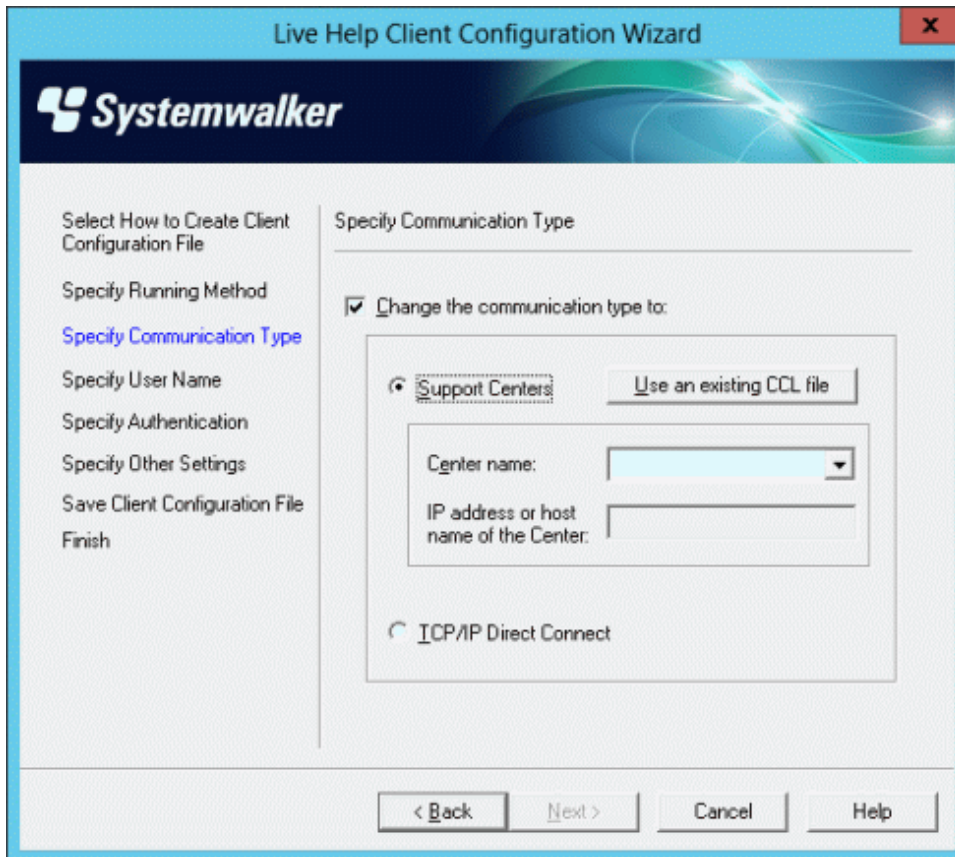 Live Help Client Configuration Wizard
x
Systemwalker
Select How to Create Client
Configuration File
Specify Running Method
Specify Communication Type
Specify User Name
Specify Authentication
Specify Other Settings
Save Client Configuration File
Finish
Specify Communication Type
Change the communication type to:
Support Centers
Use an existing CCL file
Center name:
IP address or host
name of the Center:
TCP/IP Direct Connect
< Back
Next >
Cancel
Help